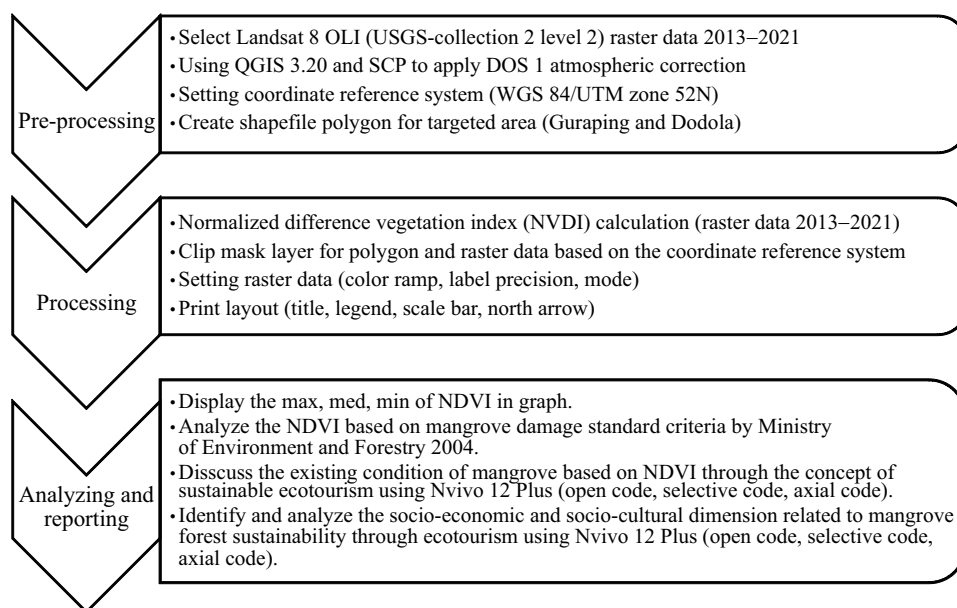 Pre-processing
•Select Landsat 8 OLI (USGS-collection 2 level 2) raster data 2013–2021
•Using QGIS 3.20 and SCP to apply DOS 1 atmospheric correction
•Setting coordinate reference system (WGS 84/UTM zone 52N)
•Create shapefile polygon for targeted area (Guraping and Dodola)
Processing
•Normalized difference vegetation index (NVDI) calculation (raster data 2013–2021)
•Clip mask layer for polygon and raster data based on the coordinate reference system
•Setting raster data (color ramp, label precision, mode)
•Print layout (title, legend, scale bar, north arrow)
Analyzing and
reporting
•Display the max, med, min of NDVI in graph.
•Analyze the NDVI based on mangrove damage standard criteria by Ministry
of Environment and Forestry 2004.
•Disscuss the existing condition of mangrove based on NDVI through the concept of
sustainable ecotourism using Nvivo 12 Plus (open code, selective code, axial code).
•Identify and analyze the socio-economic and socio-cultural dimension related to mangrove
forest sustainability through ecotourism using Nvivo 12 Plus (open code, selective code,
axial code).